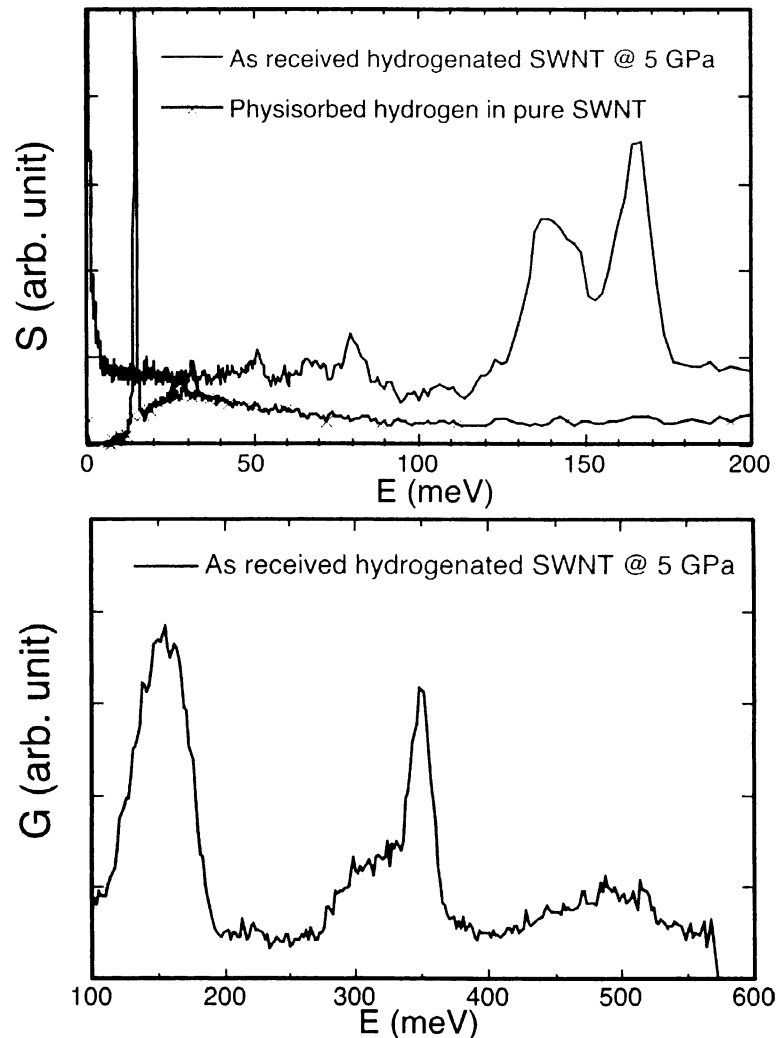 As received hydrogenated SWNT @ 5 GPa
Physisorbed hydrogen in pure SWNT
S (arb. unit)
0 50 100 150 200
E (meV)
As received hydrogenated SWNT @ 5 GPa
G (arb. unit)
100 200 300 400 500 600
E (meV)